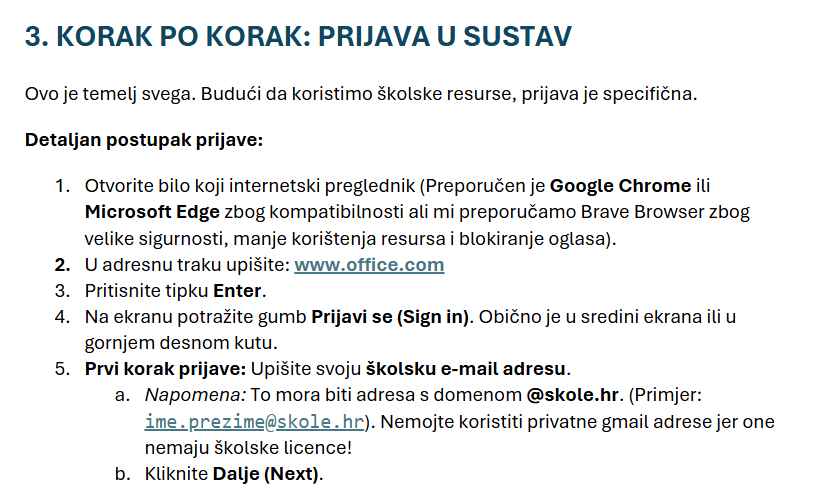 3. KORAK PO KORAK: PRIJAVA U SUSTAV
Ovo je temelj svega. Budući da koristimo školske resurse, prijava je specifična.
Detaljan postupak prijave:
1. Otvorite bilo koji internetski preglednik (Preporučen je Google Chrome ili
Microsoft Edge zbog kompatibilnosti ali mi preporučamo Brave Browser zbog
velike sigurnosti, manje korištenja resursa i blokiranje oglasa).
2. U adresnu traku upišite: www.office.com
3. Pritisnite tipku Enter.
4. Na ekranu potražite gumb Prijavi se (Sign in). Obično je u sredini ekrana ili u
gornjem desnom kutu.
5. Prvi korak prijave: Upišite svoju školsku e-mail adresu.
a. Napomena: To mora biti adresa s domenom @skole.hr. (Primjer:
ime.prezime@skole.hr). Nemojte koristiti privatne gmail adrese jer one
nemaju školske licence!
b. Kliknite Dalje (Next).